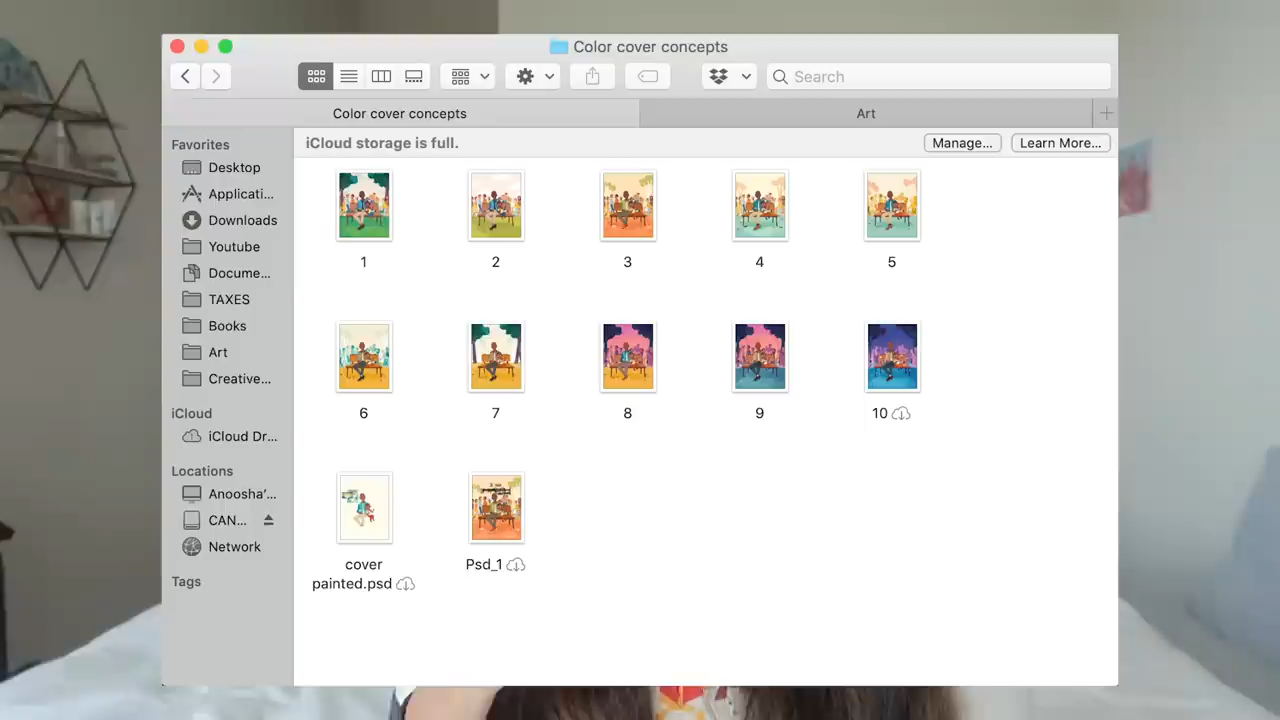 Color cover concepts
Search
Color cover concepts
Art
Favorites
Desktop
Applicati...
Downloads
Youtube
Docume...
TAXES
Books
Art
Creative...
iCloud
iCloud Dr...
Locations
Anoosha'...
CAN...
Network
Tags
iCloud storage is full.
Manage...
Learn More...
1
2
3
4
5
6
7
8
9
10
cover
painted.psd
Psd_1